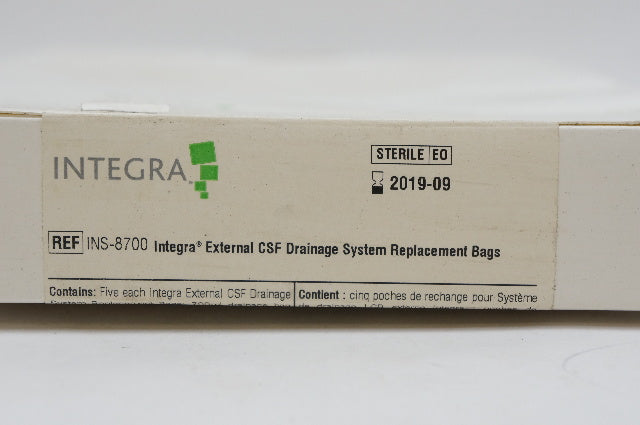 INTEGRA™
STERILE EO
2019-09
REF INS-8700 Integra® External CSF Drainage System Replacement Bags
Contains: Five each Integra External CSF Drainage
Contient : cinq poches de rechange pour Système